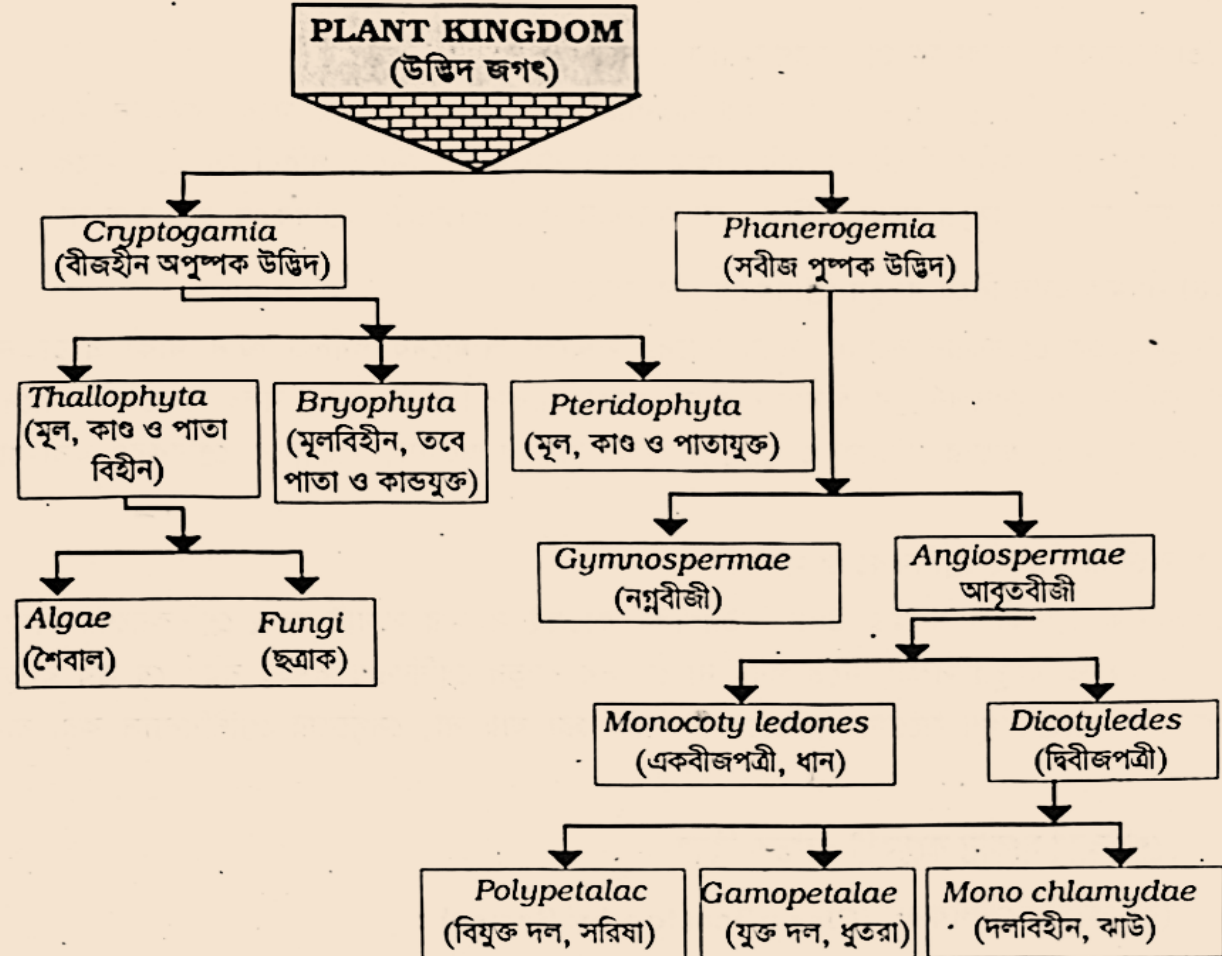 PLANT KINGDOM
(উদ্ভিদ জগৎ)
Cryptogamia
(বীজহীন অপুষ্পক উদ্ভিদ)
Phanerogemia
(সবীজ পুষ্পক উদ্ভিদ)
Thallophyta
(মূল, কাণ্ড ও পাতা
বিহীন)
Bryophyta
(মূলবিহীন, তবে
পাতা ও কান্ডযুক্ত)
Pteridophyta
(মূল, কাণ্ড ও পাতাযুক্ত)
Gymnospermae
(নগ্নবীজী)
Angiospermae
আবৃতবীজী
Algae
(শৈবাল)
Fungi
(ছত্রাক)
Monocoty ledones
(একবীজপত্রী, ধান)
Dicotyledes
(দ্বিবীজপত্রী)
Polypetalac
(বিযুক্ত দল, সরিষা)
Gamopetalae
(যুক্ত দল, ধুতরা)
Mono chlamydae
(দলবিহীন, ঝাউ)